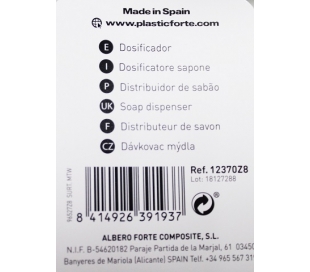 Made in Spain
www.plasticforte.com
E Dosificador
I Dosificatore sapone
P Distribuidor de sabão
UK Soap dispenser
F Distributeur de savon
CZ Dávkovac mýdla
Ref. 12370Z8
Lot: 18127288
8 414926 391937
ALBERO FORTE COMPOSITE, S.L.
N.I.F. B-54620182 Paraje Partida de la Marjal, 61
Banyeres de Mariola (Alicante) SPAIN Telf. +34 965 567